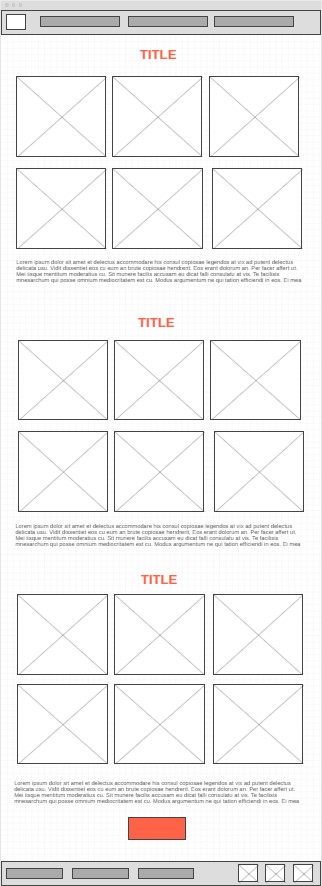 TITLE
Lorem ipsum dolor sit amet et delectus accommodare his consul copiosae legendos at vix ad putent delectus
delicata usu. Vidit dissentiet eos cu eum an brute copiosae hendrerit. Eos erant dolorum an. Per facer affert ut.
Mei iisque mentitum moderatius cu. Sit munere facilis accusam eu dicat falli consulatu at vis. Te facilisis
mnesarchum qui posse omnium mediocritatem est cu. Modus argumentum ne qui tation efficiendi in eos. Ei mea
TITLE
Lorem ipsum dolor sit amet et delectus accommodare his consul copiosae legendos at vix ad putent delectus
delicata usu. Vidit dissentiet eos cu eum an brute copiosae hendrerit. Eos erant dolorum an. Per facer affert ut.
Mei iisque mentitum moderatius cu. Sit munere facilis accusam eu dicat falli consulatu at vis. Te facilisis
mnesarchum qui posse omnium mediocritatem est cu. Modus argumentum ne qui tation efficiendi in eos. Ei mea
TITLE
Lorem ipsum dolor sit amet et delectus accommodare his consul copiosae legendos at vix ad putent delectus
delicata usu. Vidit dissentiet eos cu eum an brute copiosae hendrerit. Eos erant dolorum an. Per facer affert ut.
Mei iisque mentitum moderatius cu. Sit munere facilis accusam eu dicat falli consulatu at vis. Te facilisis
mnesarchum qui posse omnium mediocritatem est cu. Modus argumentum ne qui tation efficiendi in eos. Ei mea